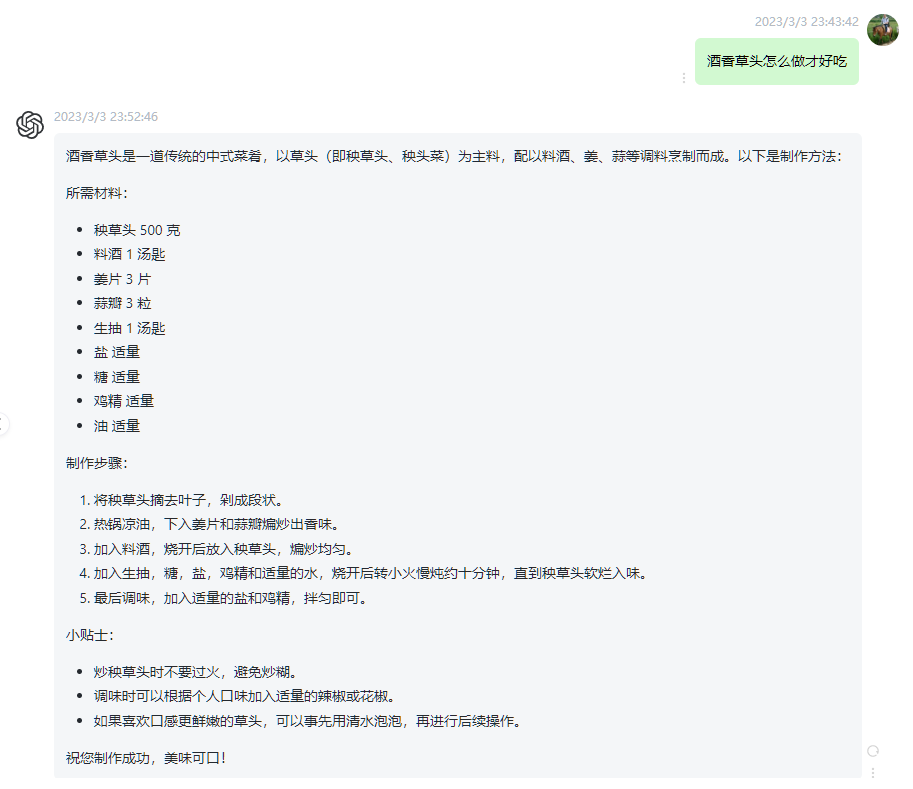 2023/3/3 23:43:42
酒香草头怎么做才好吃
2023/3/3 23:52:46
酒香草头是一道传统的中式菜肴，以草头（即秧草头、秧头菜）为主料，配以料酒、姜、蒜等调料烹制而成。以下是制作方法：
所需材料：
• 秧草头 500 克
• 料酒 1 汤匙
• 姜片 3 片
• 蒜瓣 3 粒
• 生抽 1 汤匙
• 盐 适量
• 糖 适量
• 鸡精 适量
• 油 适量
制作步骤：
1. 将秧草头摘去叶子，剁成段状。
2. 热锅凉油，下入姜片和蒜瓣煸炒出香味。
3. 加入料酒，烧开后放入秧草头，煸炒均匀。
4. 加入生抽，糖，盐，鸡精和适量的水，烧开后转小火慢炖约十分钟，直到秧草头软烂入味。
5. 最后调味，加入适量的盐和鸡精，拌匀即可。
小贴士：
• 炒秧草头时不要过火，避免炒糊。
• 调味时可以根据个人口味加入适量的辣椒或花椒。
• 如果喜欢口感更鲜嫩的草头，可以事先用清水泡泡，再进行后续操作。
祝您制作成功，美味可口！